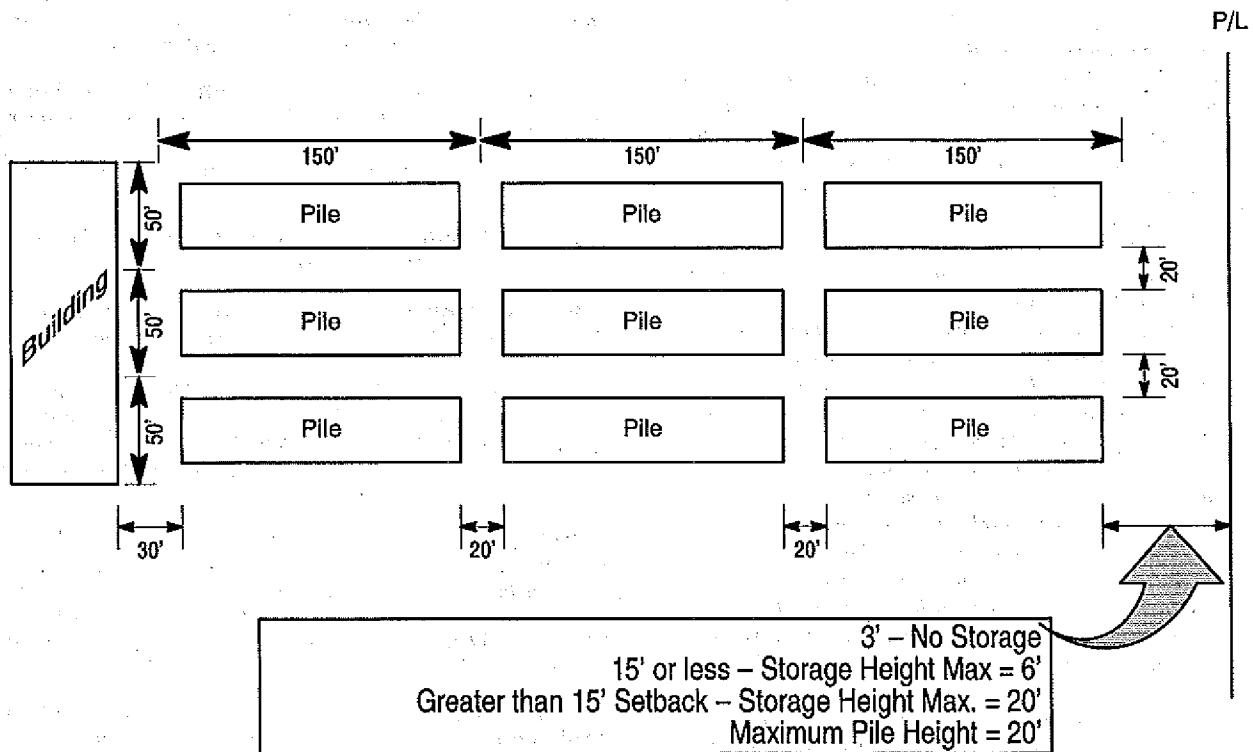 P/L
150' 150' 150'
50' Pile Pile Pile
20'
Building
50' Pile Pile Pile
20'
50' Pile Pile Pile
30' 20' 20'
3' – No Storage
15' or less – Storage Height Max = 6'
Greater than 15' Setback – Storage Height Max. = 20'
Maximum Pile Height = 20'